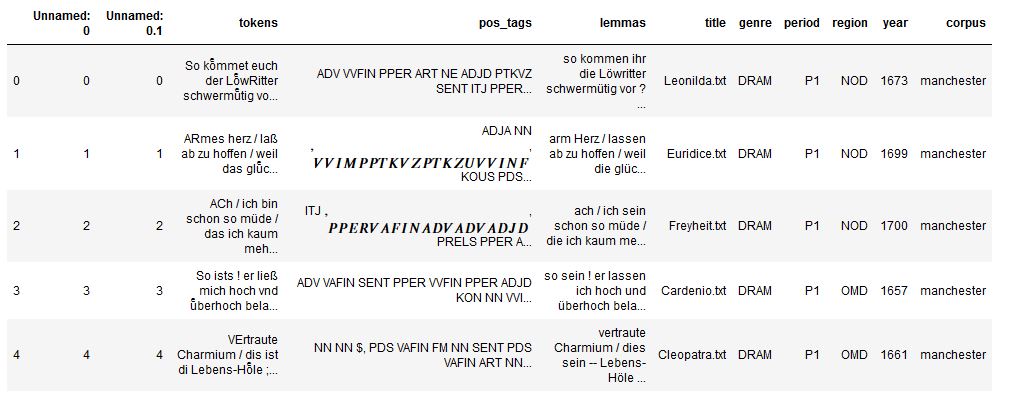 Unnamed: 0 Unnamed: 0.1 tokens pos_tags lemmas title genre period region year corpus
0 0 0 So koͤmmet euch der LoͤwRitter schwermuͤtig vo... ADV VVFIN PPER ART NE ADJD PTKVZ SENT ITJ PPER... so kommen ihr die Löwritter schwermütig vor ? ... Leonilda.txt DRAM P1 NOD 1673 manchester
1 1 1 ARmes herz / laß ab zu hoffen / weil das gluͤc... ADJA NN , VVIMPPTKVZPTKZUVVINF , KOUS PDS... arm Herz / lassen ab zu hoffen / weil die glüc... Euridice.txt DRAM P1 NOD 1699 manchester
2 2 2 ACh / ich bin schon so müde / das ich kaum meh... ITJ , PPERVAFINADVADVADJD , PRELS PPER A... ach / ich sein schon so müde / die ich kaum me... Freyheit.txt DRAM P1 NOD 1700 manchester
3 3 3 So ists ! er ließ mich hoch vnd uͤberhoch bela... ADV VAFIN SENT PPER VVFIN PPER ADJD KON NN VVI... so sein ! er lassen ich hoch und überhoch bela... Cardenio.txt DRAM P1 OMD 1657 manchester
4 4 4 VErtraute Charmium / dis ist di Lebens-Hoͤle ;... NN NN $, PDS VAFIN FM NN SENT PDS VAFIN ART NN... vertraute Charmium / dies sein -- Lebens-Höle ... Cleopatra.txt DRAM P1 OMD 1661 manchester